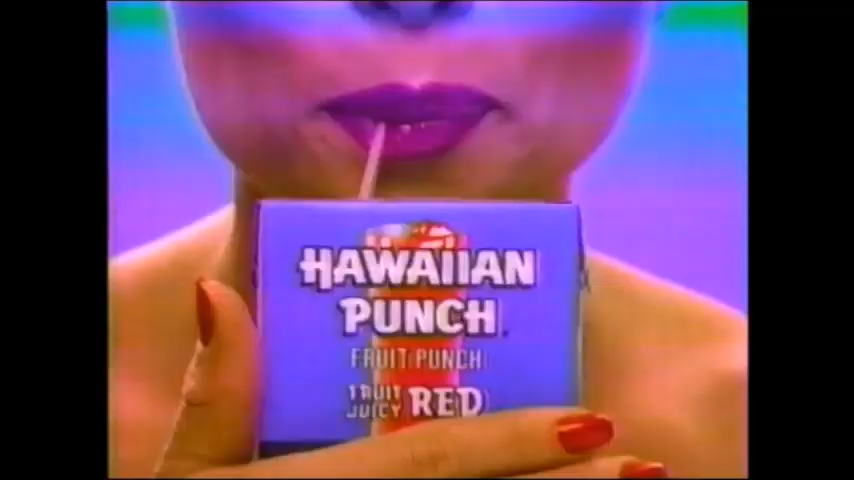 HAWAIIAN
PUNCH
FRUIT PUNCH
FRUIT
JUICY RED